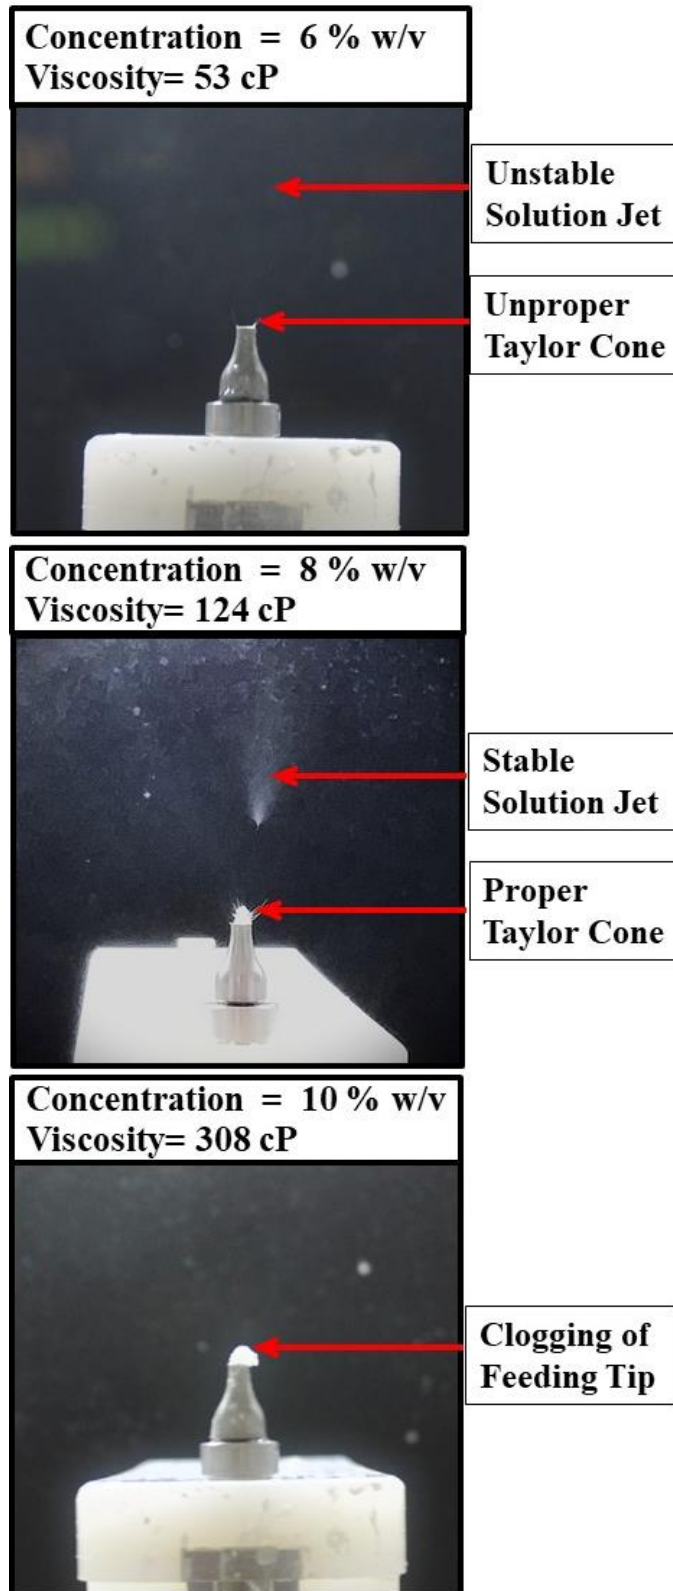 Concentration = 6 % w/v
Viscosity= 53 cP
Unstable
Solution Jet
Unproper
Taylor Cone
Concentration = 8 % w/v
Viscosity= 124 cP
Stable
Solution Jet
Proper
Taylor Cone
Concentration = 10 % w/v
Viscosity= 308 cP
Clogging of
Feeding Tip